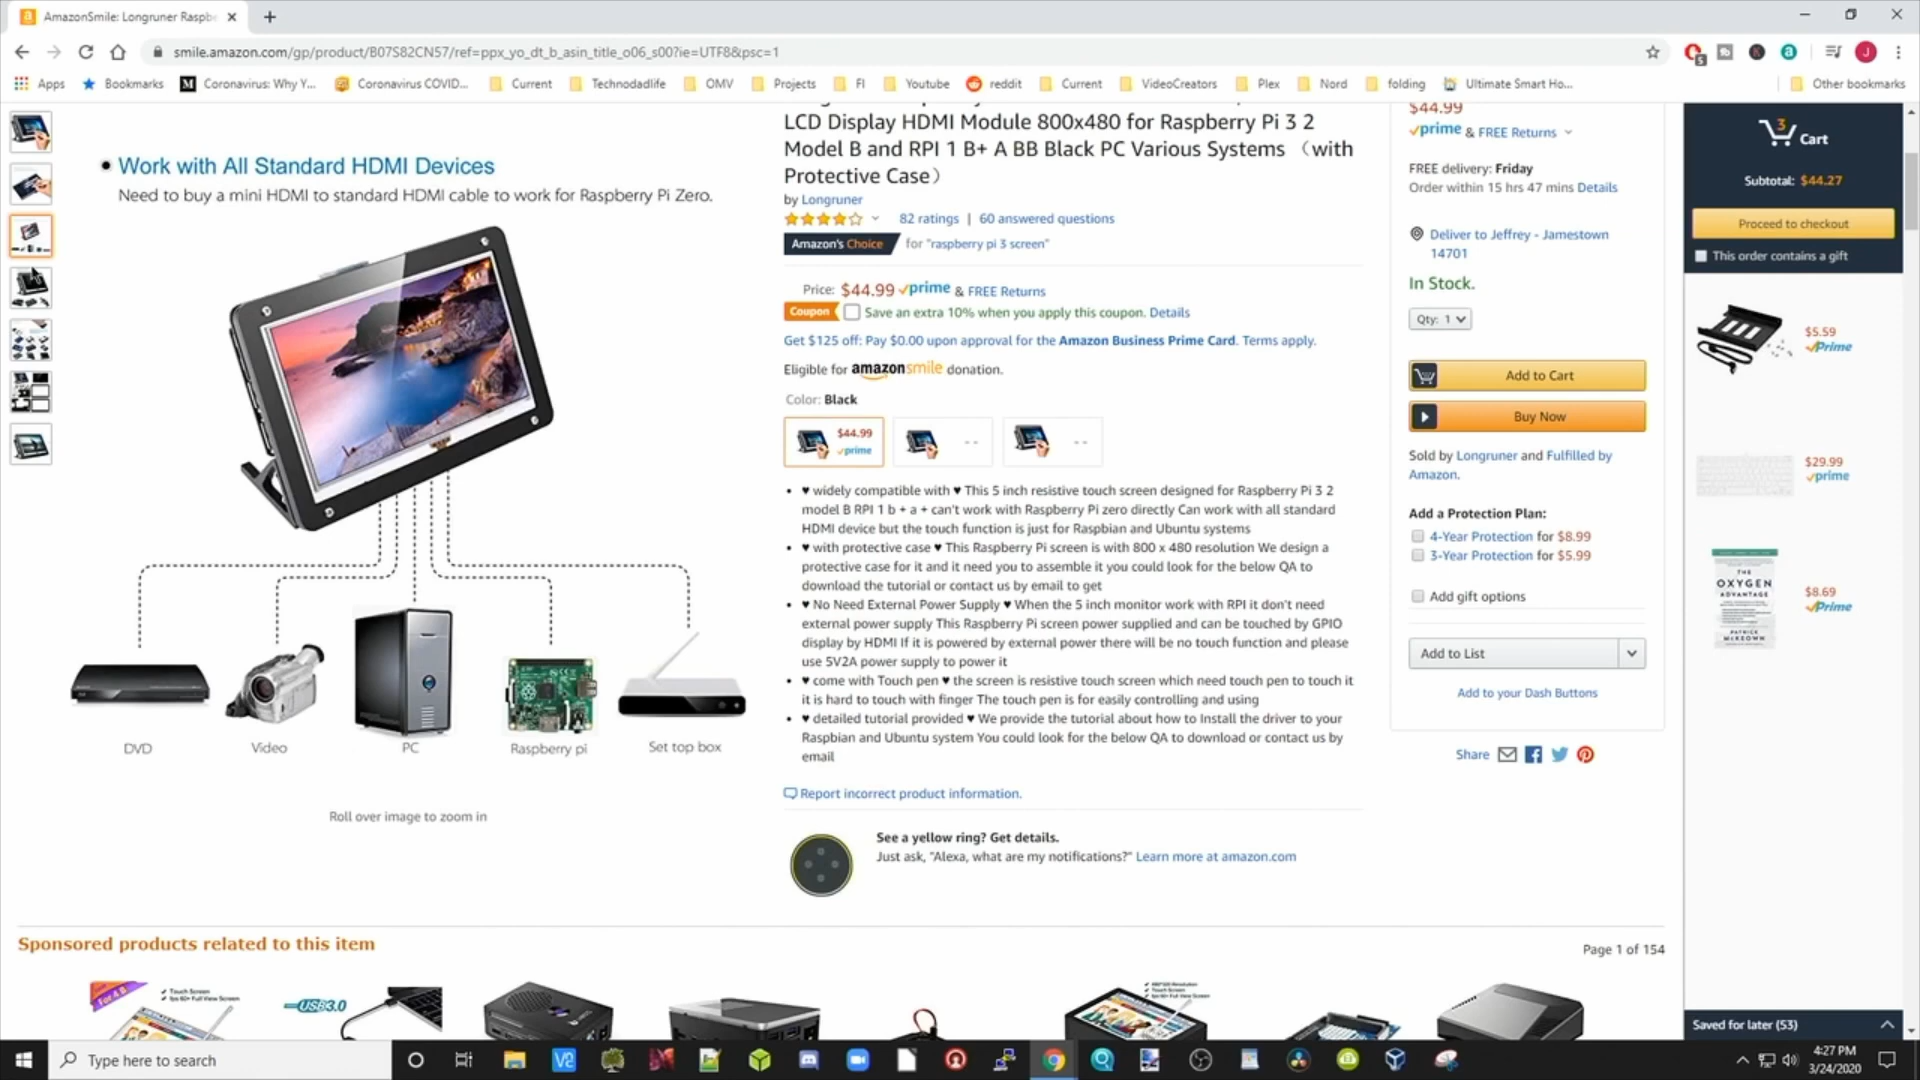 AmazonSmile: Longruner Raspb
smile.amazon.com/gp/product/B07S82CN57/ref=ppx_yo_dt_b_asin_title_o06_s00?ie=UTF8&psc=1
Apps
Bookmarks
Coronavirus: Why Y...
Coronavirus COVID...
Current
Technodadlife
OMV
Projects
FI
Youtube
reddit
Current
VideoCreators
Plex
Nord
folding
Ultimate Smart Ho...
Other bookmarks
Work with All Standard HDMI Devices
Need to buy a mini HDMI to standard HDMI cable to work for Raspberry Pi Zero.
DVD
Video
PC
Raspberry pi
Set top box
Roll over image to zoom in
LCD Display HDMI Module 800x480 for Raspberry Pi 3 2
Model B and RPI 1 B+ A BB Black PC Various Systems （with
Protective Case）
by Longruner
82 ratings | 60 answered questions
Amazon's Choice for "raspberry pi 3 screen"
Price: $44.99 prime & FREE Returns
Coupon Save an extra 10% when you apply this coupon. Details
Get $125 off: Pay $0.00 upon approval for the Amazon Business Prime Card. Terms apply.
Eligible for amazonsmile donation.
Color: Black
$44.99
prime
- -
- -
• ♥ widely compatible with ♥ This 5 inch resistive touch screen designed for Raspberry Pi 3 2
model B RPI 1 b + a + can't work with Raspberry Pi zero directly Can work with all standard
HDMI device but the touch function is just for Raspbian and Ubuntu systems
• ♥ with protective case ♥ This Raspberry Pi screen is with 800 x 480 resolution We design a
protective case for it and it need you to assemble it you could look for the below QA to
download the tutorial or contact us by email to get
• ♥ No Need External Power Supply ♥ When the 5 inch monitor work with RPI it don't need
external power supply This Raspberry Pi screen power supplied and can be touched by GPIO
display by HDMI If it is powered by external power there will be no touch function and please
use 5V2A power supply to power it
• ♥ come with Touch pen ♥ the screen is resistive touch screen which need touch pen to touch it
it is hard to touch with finger The touch pen is for easily controlling and using
• ♥ detailed tutorial provided ♥ We provide the tutorial about how to Install the driver to your
Raspbian and Ubuntu system You could look for the below QA to download or contact us by
email
Report incorrect product information.
See a yellow ring? Get details.
Just ask, "Alexa, what are my notifications?" Learn more at amazon.com
$44.99
prime & FREE Returns
FREE delivery: Friday
Order within 15 hrs 47 mins Details
Deliver to Jeffrey - Jamestown
14701
In Stock.
Qty: 1
Add to Cart
Buy Now
Sold by Longruner and Fulfilled by
Amazon.
Add a Protection Plan:
4-Year Protection for $8.99
3-Year Protection for $5.99
Add gift options
Add to List
Add to your Dash Buttons
Share
3
Cart
Subtotal: $44.27
Proceed to checkout
This order contains a gift
$5.59
Prime
$29.99
prime
THE
OXYGEN
ADVANTAGE
PATRICK
McKEOWN
$8.69
Prime
Saved for later (53)
Sponsored products related to this item
Page 1 of 154
Touch Screen
USB3.0
Touch Screen
Type here to search
4:27 PM
3/24/2020